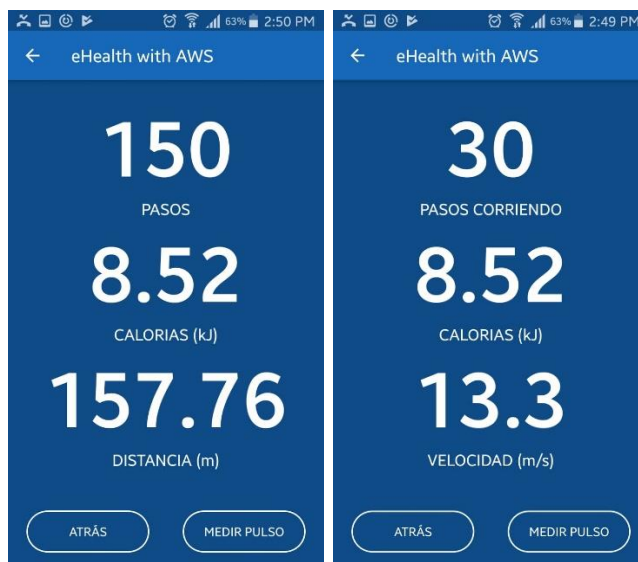 63% 2:50 PM
eHealth with AWS
150
PASOS
8.52
CALORIAS (kJ)
157.76
DISTANCIA (m)
ATRÁS MEDIR PULSO
63% 2:49 PM
eHealth with AWS
30
PASOS CORRIENDO
8.52
CALORIAS (kJ)
13.3
VELOCIDAD (m/s)
ATRÁS MEDIR PULSO